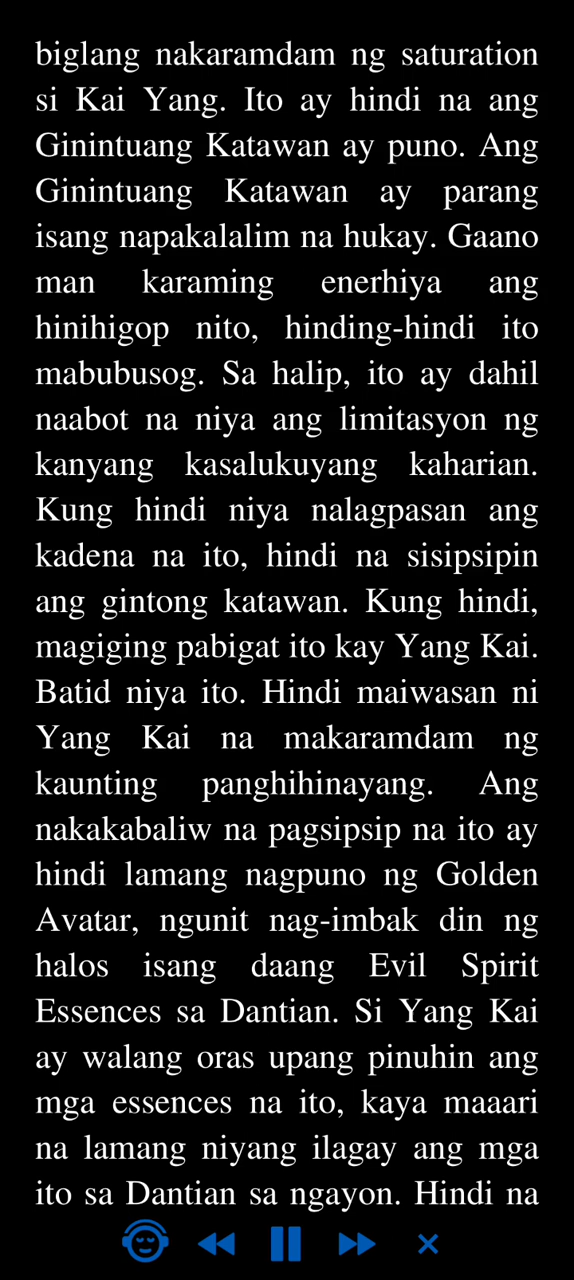 biglang nakaramdam ng saturation
si Kai Yang. Ito ay hindi na ang
Ginintuang Katawan ay puno. Ang
Ginintuang Katawan ay parang
isang napakalalim na hukay. Gaano
man karaming enerhiya ang
hinihigop nito, hinding-hindi ito
mabubusog. Sa halip, ito ay dahil
naabot na niya ang limitasyon ng
kanyang kasalukuyang kaharian.
Kung hindi niya nalagpasan ang
kadena na ito, hindi na sisipsipin
ang gintong katawan. Kung hindi,
magiging pabigat ito kay Yang Kai.
Batid niya ito. Hindi maiwasan ni
Yang Kai na makaramdam ng
kaunting panghihinayang. Ang
nakakabaliw na pagsipsip na ito ay
hindi lamang nagpuno ng Golden
Avatar, ngunit nag-imbak din ng
halos isang daang Evil Spirit
Essences sa Dantian. Si Yang Kai
ay walang oras upang pinuhin ang
mga essences na ito, kaya maaari
na lamang niyang ilagay ang mga
ito sa Dantian sa ngayon. Hindi na